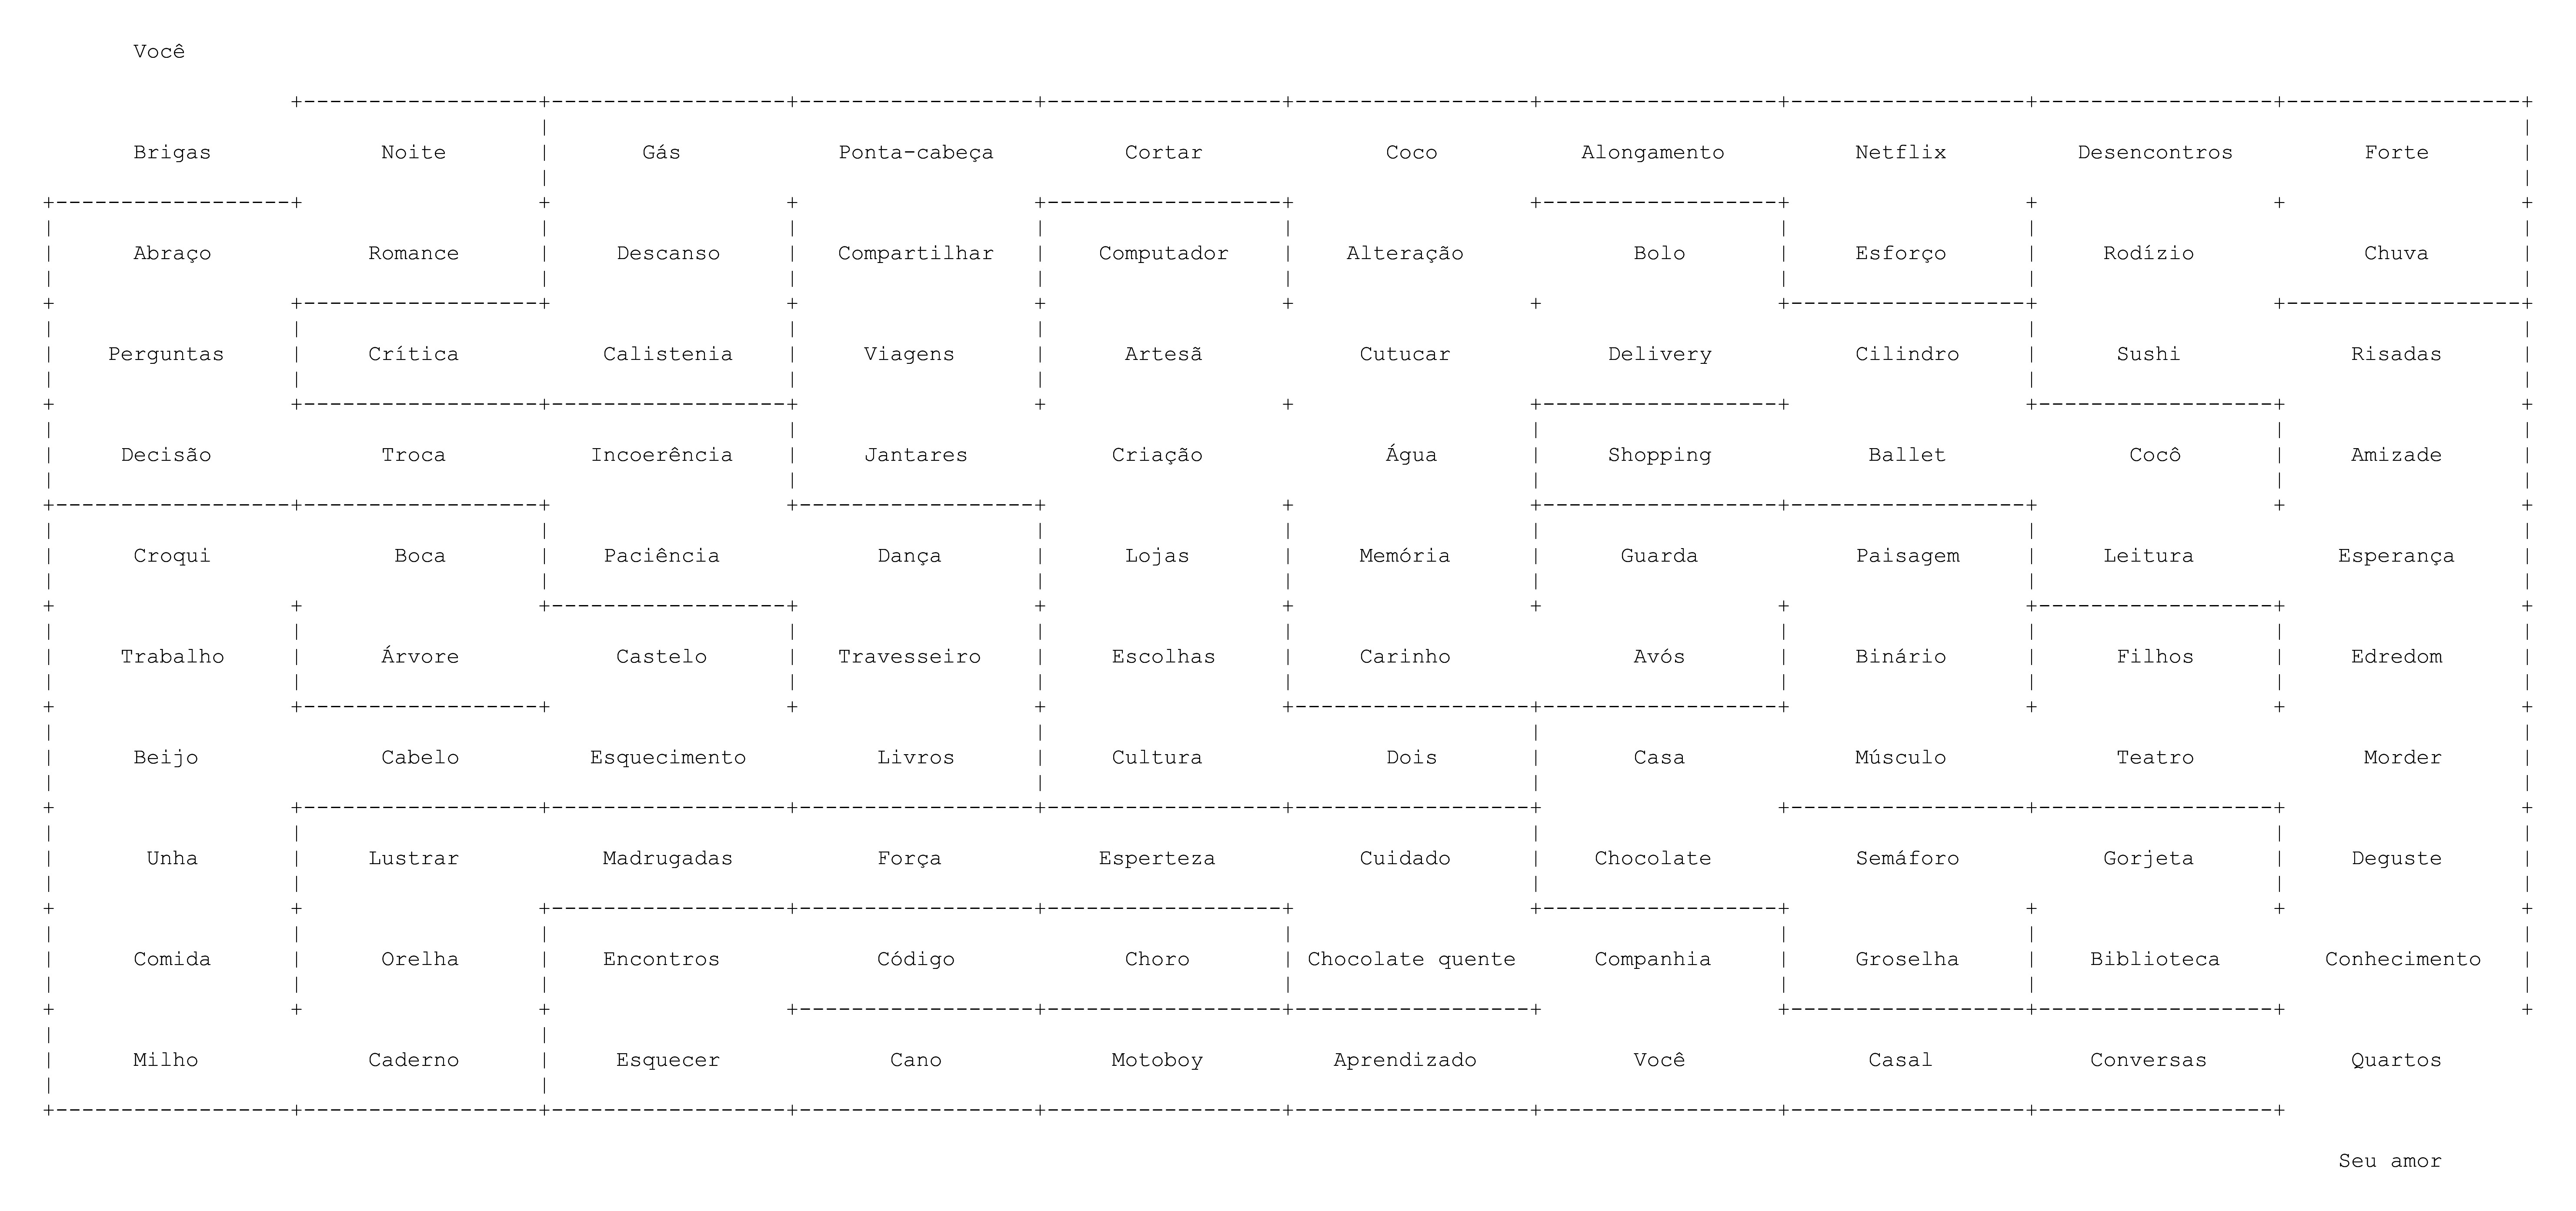 Você
Brigas Noite Gás Ponta-cabeça Cortar Coco Alongamento Netflix Desencontros Forte
Abraço Romance Descanso Compartilhar Computador Alteração Bolo Esforço Rodízio Chuva
Perguntas Crítica Calistenia Viagens Artesã Cutucar Delivery Cilindro Sushi Risadas
Decisão Troca Incoerência Jantares Criação Água Shopping Ballet Cocô Amizade
Croqui Boca Paciência Dança Lojas Memória Guarda Paisagem Leitura Esperança
Trabalho Árvore Castelo Travesseiro Escolhas Carinho Avós Binário Filhos Edredom
Beijo Cabelo Esquecimento Livros Cultura Dois Casa Músculo Teatro Morder
Unha Lustrar Madrugadas Força Esperteza Cuidado Chocolate Semáforo Gorjeta Deguste
Comida Orelha Encontros Código Choro Chocolate quente Companhia Groselha Biblioteca Conhecimento
Milho Caderno Esquecer Cano Motoboy Aprendizado Você Casal Conversas Quartos
Seu amor